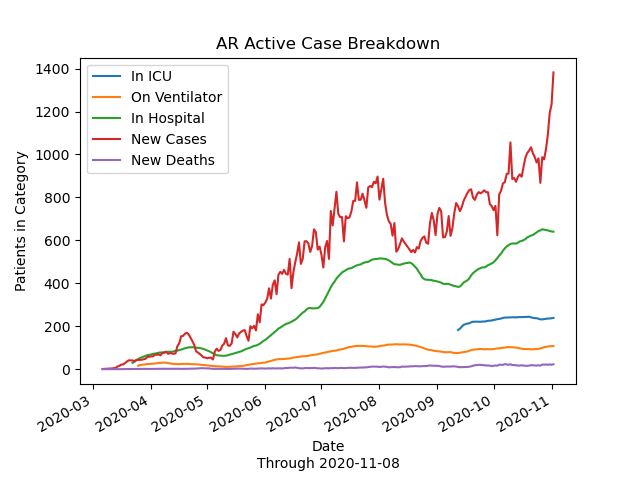 AR Active Case Breakdown
In ICU
On Ventilator
In Hospital
New Cases
New Deaths
Patients in Category
1400
1200
1000
800
600
400
200
0
2020-03
2020-04
2020-05
2020-06
2020-07
2020-08
2020-09
2020-10
2020-11
Date
Through 2020-11-08